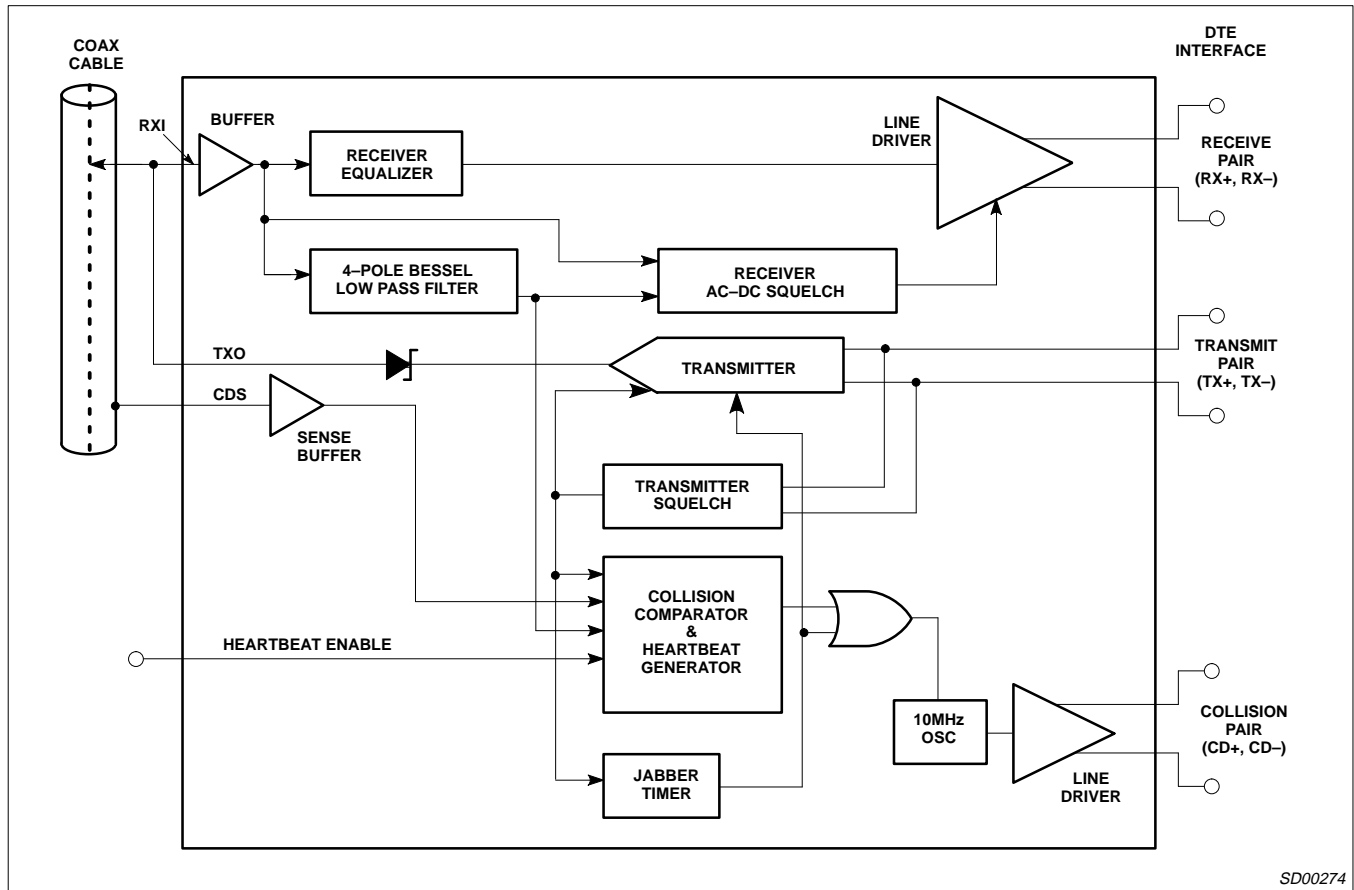 COAX
CABLE
DTE
INTERFACE
RXI
BUFFER
RECEIVER
EQUALIZER
LINE
DRIVER
RECEIVE
PAIR
(RX+, RX–)
4–POLE BESSEL
LOW PASS FILTER
RECEIVER
AC–DC SQUELCH
TXO
TRANSMITTER
TRANSMIT
PAIR
(TX+, TX–)
CDS
SENSE
BUFFER
TRANSMITTER
SQUELCH
COLLISION
COMPARATOR
&
HEARTBEAT
GENERATOR
HEARTBEAT ENABLE
10MHz
OSC
COLLISION
PAIR
(CD+, CD–)
LINE
DRIVER
JABBER
TIMER
SD00274